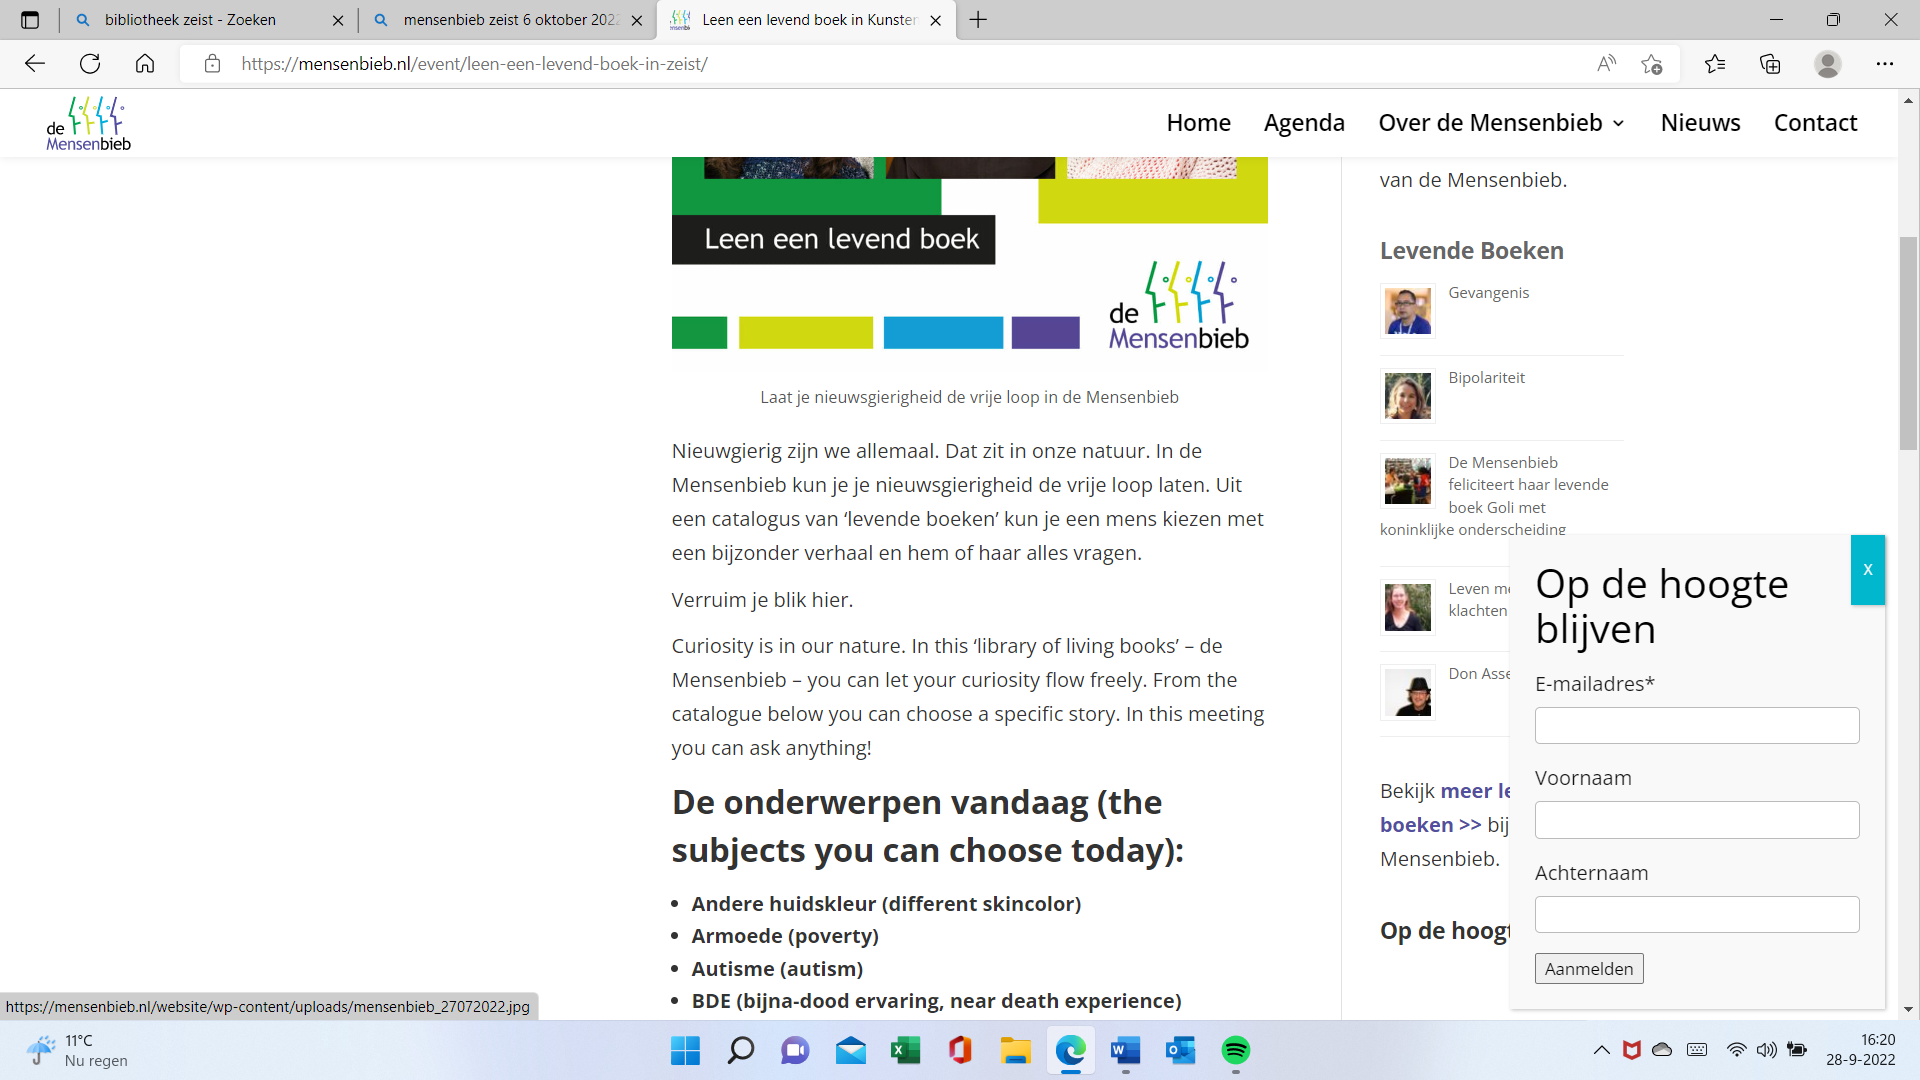 bibliotheek zeist - Zoeken
mensenbieb zeist 6 oktober 2022
Leen een levend boek in Kunsten
https://mensenbieb.nl/event/leen-een-levend-boek-in-zeist/
de
Mensenbieb
Home
Agenda
Over de Mensenbieb
Nieuws
Contact
Leen een levend boek
de
Mensenbieb
Laat je nieuwsgierigheid de vrije loop in de Mensenbieb
Nieuwgierig zijn we allemaal. Dat zit in onze natuur. In de
Mensenbieb kun je je nieuwsgierigheid de vrije loop laten. Uit
een catalogus van ‘levende boeken’ kun je een mens kiezen met
een bijzonder verhaal en hem of haar alles vragen.
Verruim je blik hier.
Curiosity is in our nature. In this ‘library of living books’ – de
Mensenbieb – you can let your curiosity flow freely. From the
catalogue below you can choose a specific story. In this meeting
you can ask anything!
De onderwerpen vandaag (the
subjects you can choose today):
• Andere huidskleur (different skincolor)
• Armoede (poverty)
• Autisme (autism)
• BDE (bijna-dood ervaring, near death experience)
van de Mensenbieb.
Levende Boeken
Gevangenis
Bipolariteit
De Mensenbieb
feliciteert haar levende
boek Goli met
koninklijke onderscheiding
Leven me
klachten
Don Asse
Bekijk meer le
boeken >> bij
Mensenbieb.
Op de hoogt
x
Op de hoogte
blijven
E-mailadres*
Voornaam
Achternaam
Aanmelden
https://mensenbieb.nl/website/wp-content/uploads/mensenbieb_27072022.jpg
11°C
Nu regen
16:20
28-9-2022